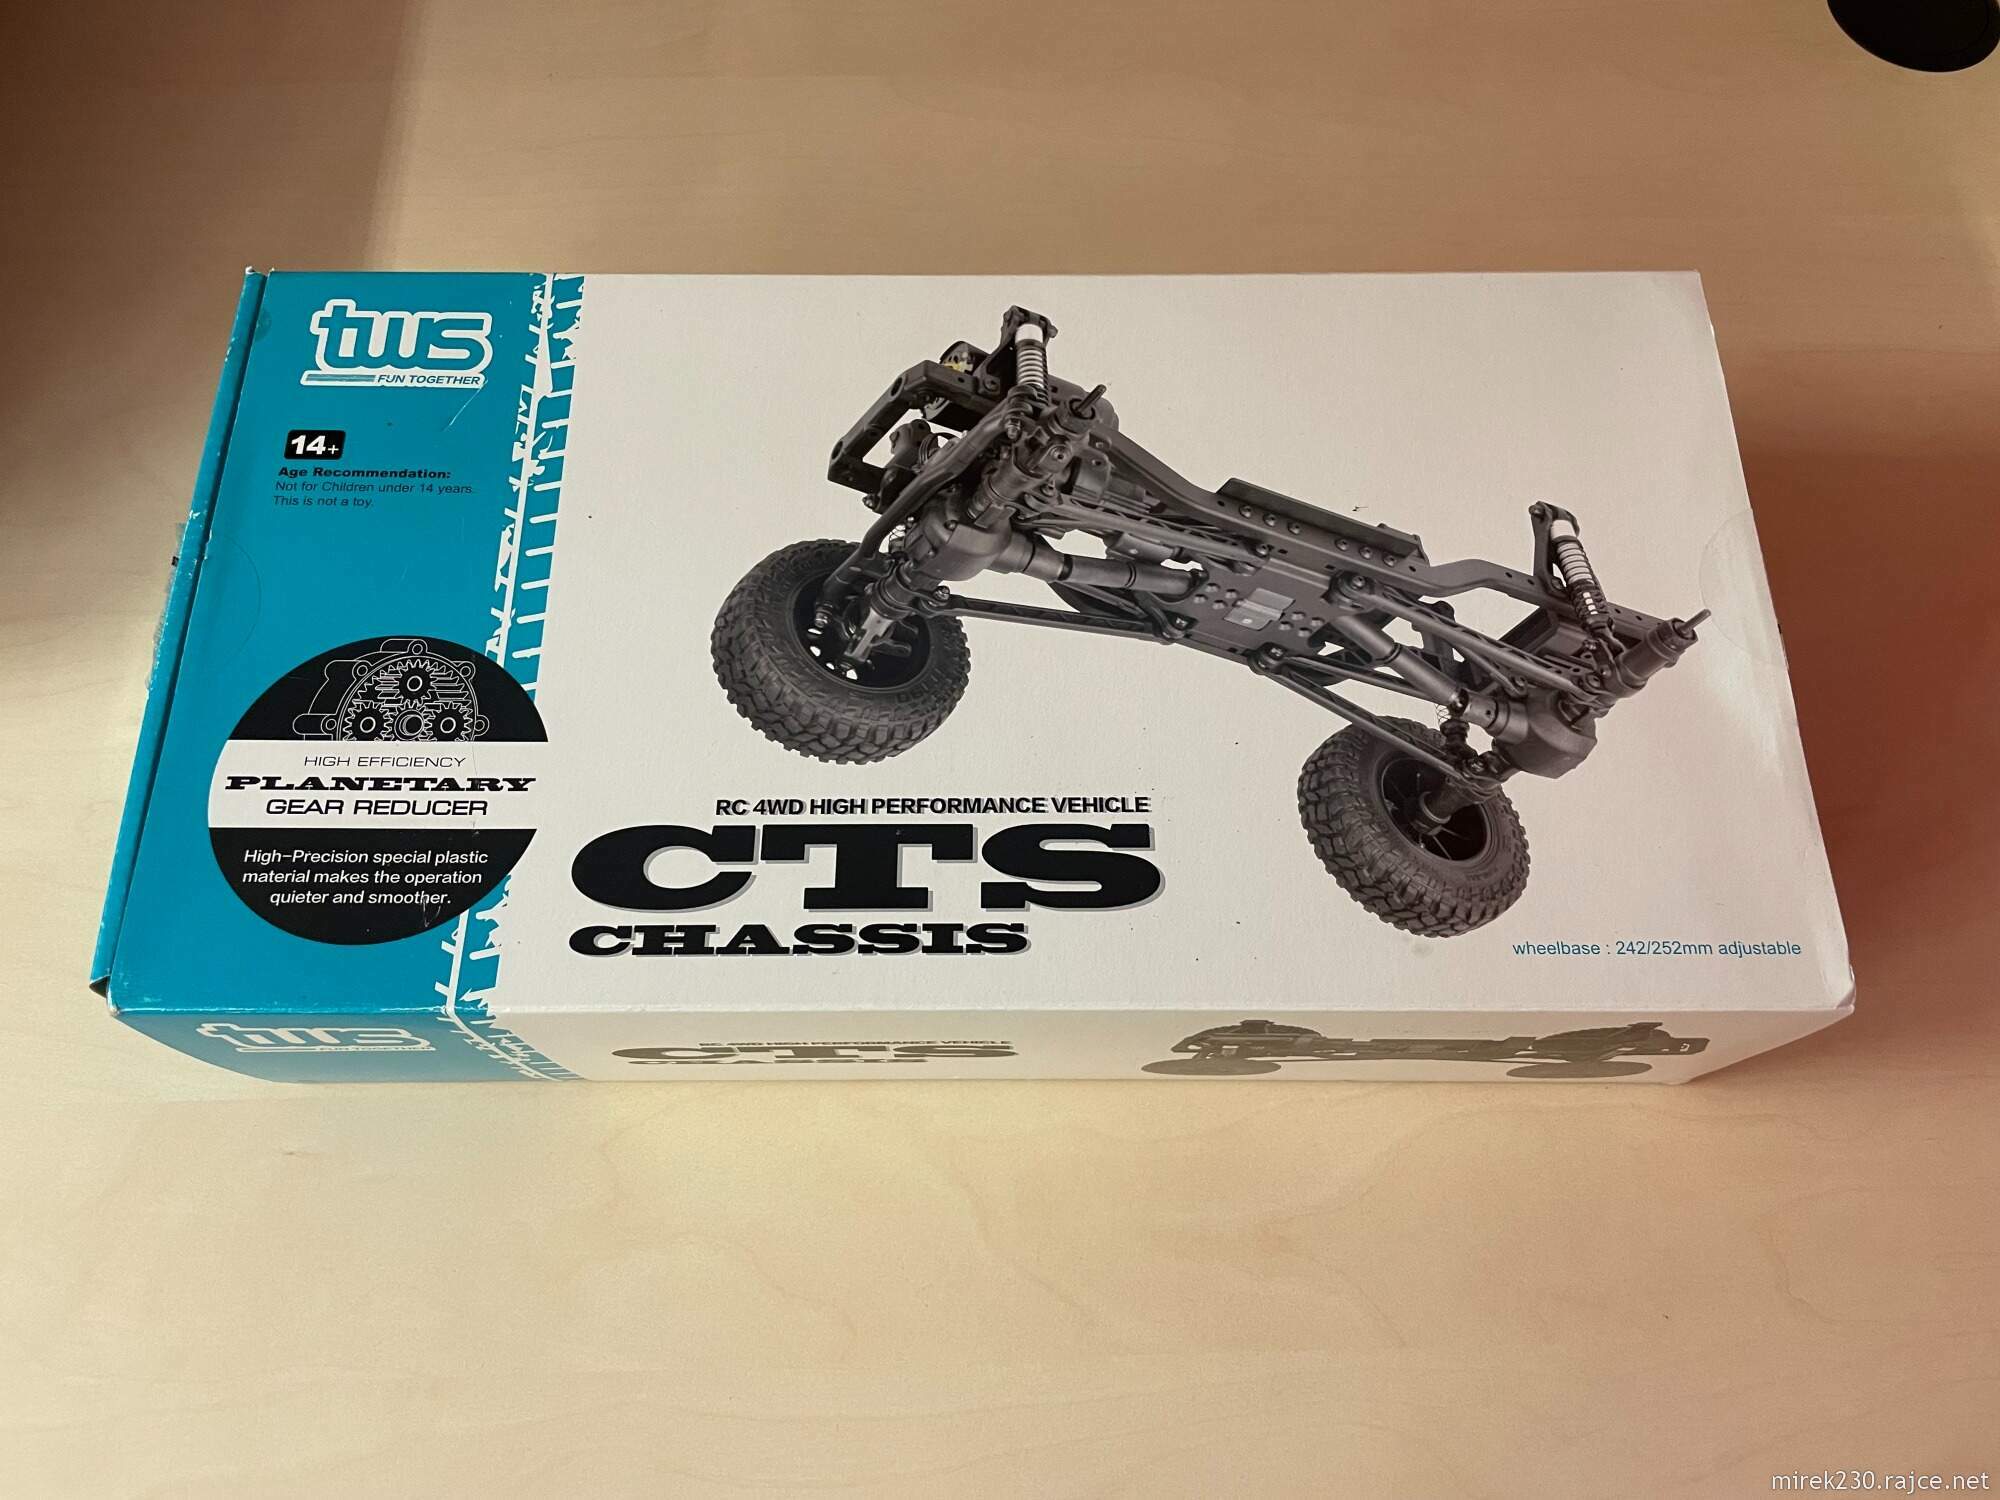 tws
FUN TOGETHER
14+
Age Recommendation:
Not for Children under 14 years.
This is not a toy.
HIGH EFFICIENCY
PLANETARY
GEAR REDUCER
High-Precision special plastic
material makes the operation
quieter and smoother.
RC 4WD HIGH PERFORMANCE VEHICLE
CTS
CHASSIS
wheelbase : 242/252mm adjustable
tws
FUN TOGETHER
RC 4WD HIGH PERFORMANCE VEHICLE
CTS
CHASSIS
mirek230.rajce.net